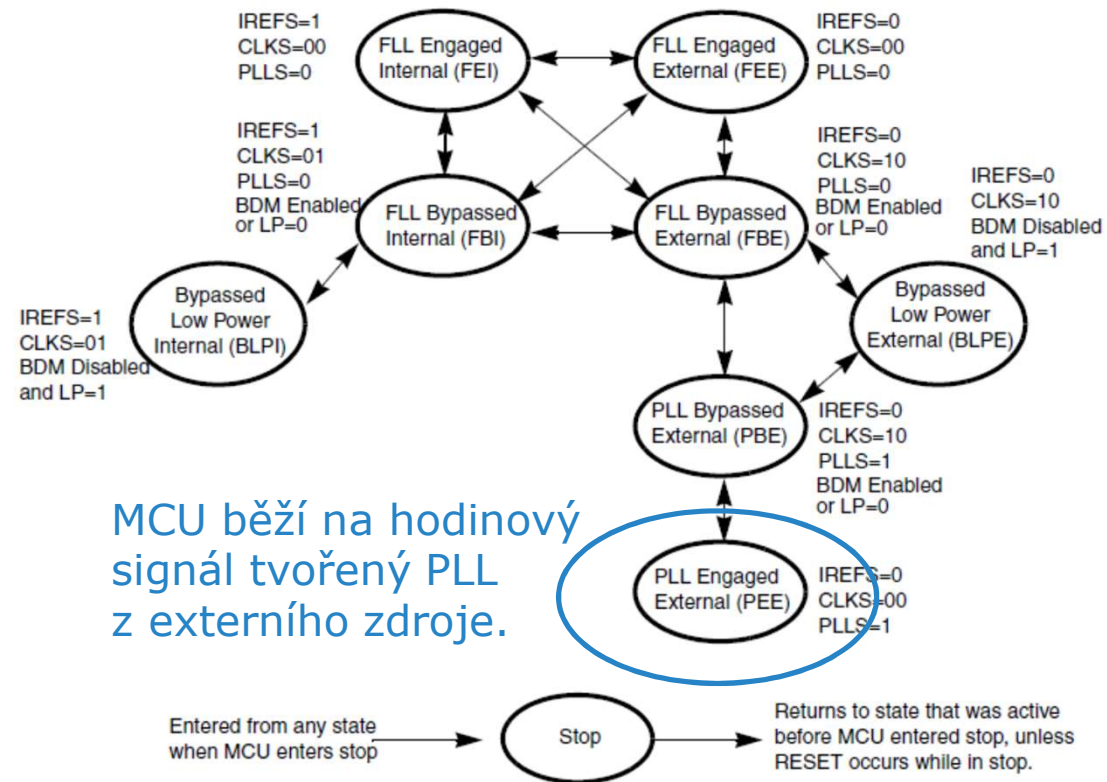 IREFS=1
CLKS=00
PLLS=0
FLL Engaged
Internal (FEI)
FLL Engaged
External (FEE)
IREFS=0
CLKS=00
PLLS=0
IREFS=1
CLKS=01
PLLS=0
BDM Enabled
or LP=0
FLL Bypassed
Internal (FBI)
FLL Bypassed
External (FBE)
IREFS=0
CLKS=10
PLLS=0
BDM Enabled
or LP=0
IREFS=0
CLKS=10
BDM Disabled
and LP=1
IREFS=1
CLKS=01
BDM Disabled
and LP=1
Bypassed
Low Power
Internal (BLPI)
Bypassed
Low Power
External (BLPE)
PLL Bypassed
External (PBE)
IREFS=0
CLKS=10
PLLS=1
BDM Enabled
or LP=0
MCU běží na hodinový
signál tvořený PLL
z externího zdroje.
PLL Engaged
External (PEE)
IREFS=0
CLKS=00
PLLS=1
Entered from any state
when MCU enters stop
Stop
Returns to state that was active
before MCU entered stop, unless
RESET occurs while in stop.